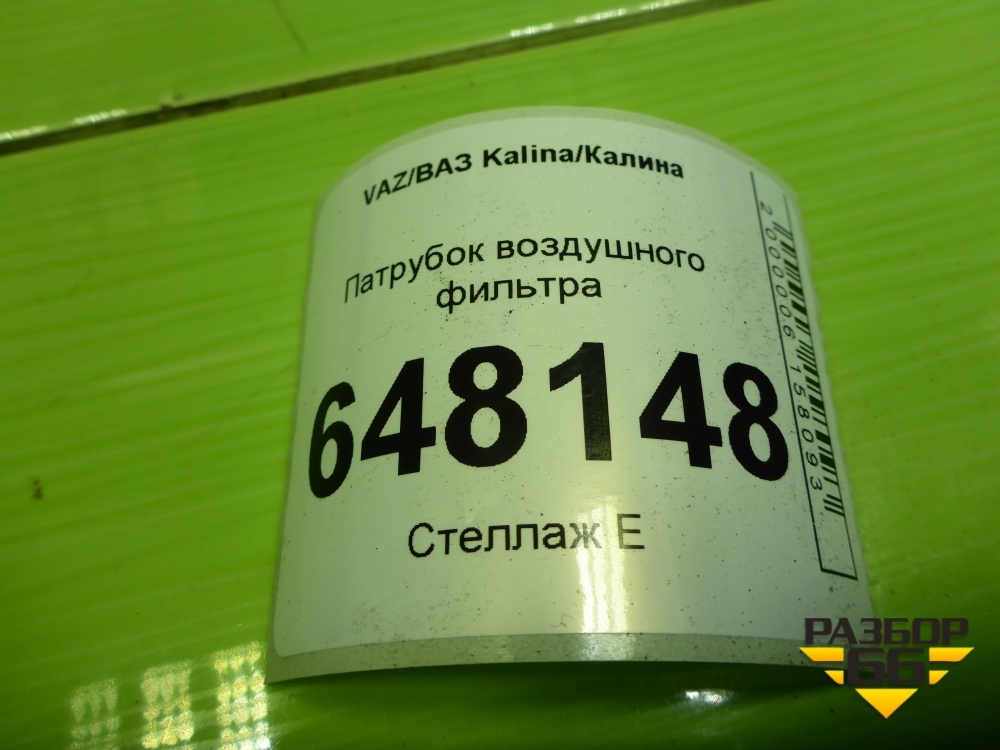 VAZ/ВАЗ Kalina/Калина
Патрубок воздушного
фильтра
648148
Стеллаж E
2000006158093
РАЗБОР
66